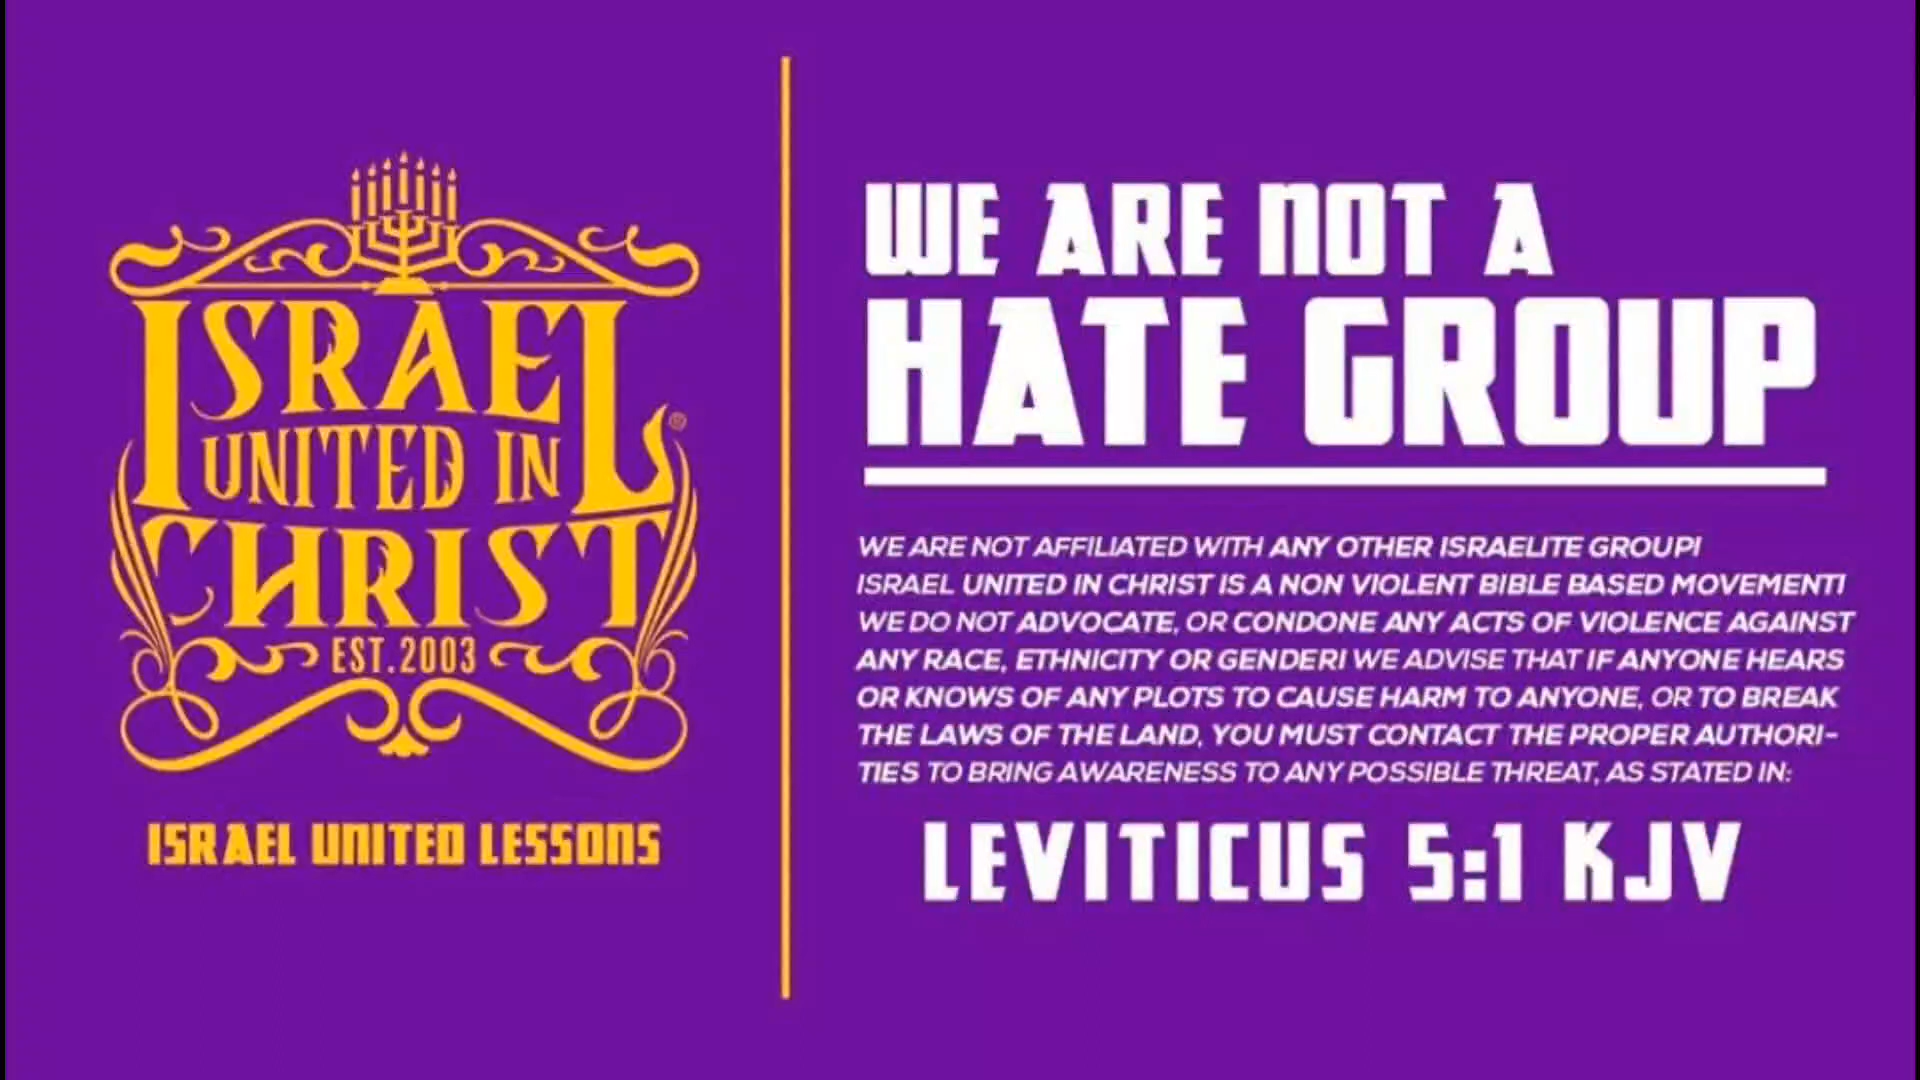 ISRAEL
UNITED IN
CHRIST
EST. 2003
ISRAEL UNITED LESSONS
WE ARE NOT A
HATE GROUP
WE ARE NOT AFFILIATED WITH ANY OTHER ISRAELITE GROUP!
ISRAEL UNITED IN CHRIST IS A NON VIOLENT BIBLE BASED MOVEMENT!
WE DO NOT ADVOCATE, OR CONDONE ANY ACTS OF VIOLENCE AGAINST
ANY RACE, ETHNICITY OR GENDER! WE ADVISE THAT IF ANYONE HEARS
OR KNOWS OF ANY PLOTS TO CAUSE HARM TO ANYONE, OR TO BREAK
THE LAWS OF THE LAND, YOU MUST CONTACT THE PROPER AUTHORI-
TIES TO BRING AWARENESS TO ANY POSSIBLE THREAT, AS STATED IN:
LEVITICUS 5:1 KJV